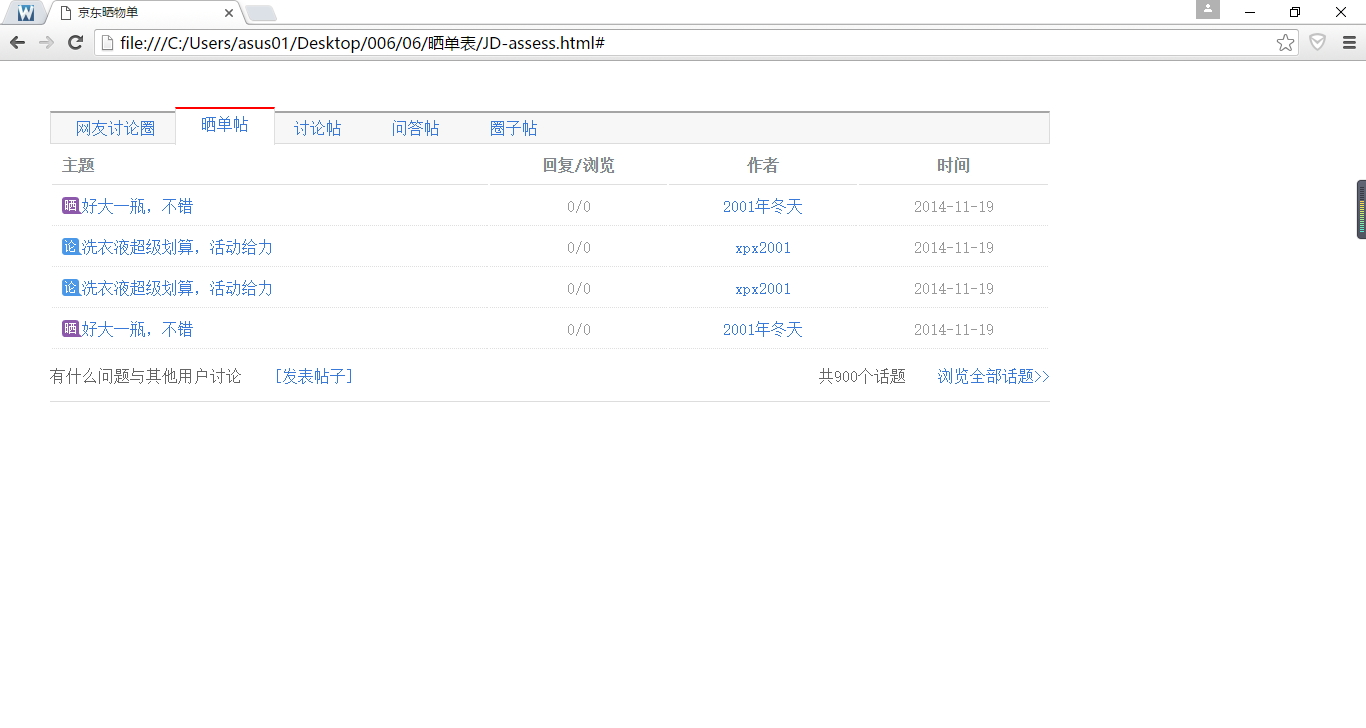 W 京东晒物单
file:///C:/Users/asus01/Desktop/006/06/晒单表/JD-assess.html#
网友讨论圈 晒单帖 讨论帖 问答帖 圈子帖
主题 回复/浏览 作者 时间
晒 好大一瓶，不错 0/0 2001年冬天 2014-11-19
论 洗衣液超级划算，活动给力 0/0 xpx2001 2014-11-19
论 洗衣液超级划算，活动给力 0/0 xpx2001 2014-11-19
晒 好大一瓶，不错 0/0 2001年冬天 2014-11-19
有什么问题与其他用户讨论 [发表帖子] 共900个话题 浏览全部话题>>